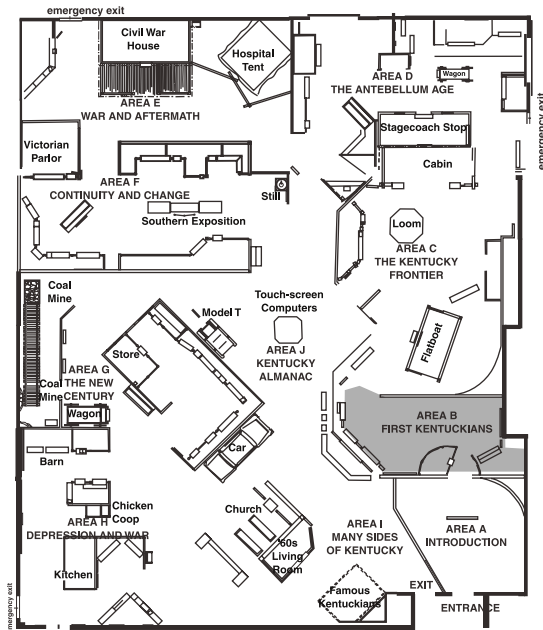 emergency exit
Civil War
House
Hospital
Tent
AREA D
THE ANTEBELLUM AGE
Wagon
AREA E
WAR AND AFTERMATH
emergency exit
Stagecoach Stop
Victorian
Parlor
Cabin
AREA F
CONTINUITY AND CHANGE
Still
Southern Exposition
Loom
AREA C
THE KENTUCKY
FRONTIER
Coal
Mine
Touch-screen
Computers
Model T
Flatboat
Store
AREA J
KENTUCKY
ALMANAC
AREA G
THE NEW
CENTURY
Coal
Mine
Wagon
AREA B
FIRST KENTUCKIANS
Car
Barn
Chicken
Coop
AREA H
DEPRESSION AND WAR
Church
'50s
Living
Room
AREA I
MANY SIDES
OF KENTUCKY
AREA A
INTRODUCTION
Kitchen
Famous
Kentuckians
EXIT
ENTRANCE
emergency exit